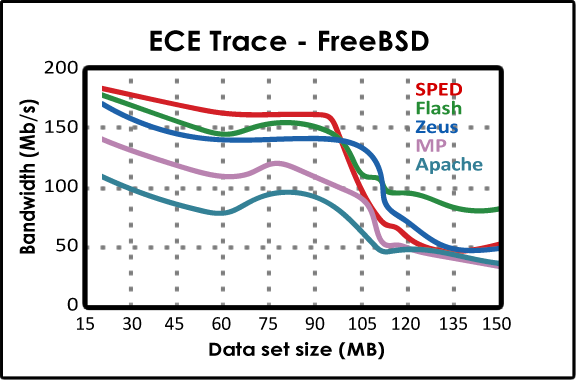 ECE Trace - FreeBSD
Bandwidth (Mb/s)
200
150
100
50
0
SPED
Flash
Zeus
MP
Apache
15 30 45 60 75 90 105 120 135 150
Data set size (MB)